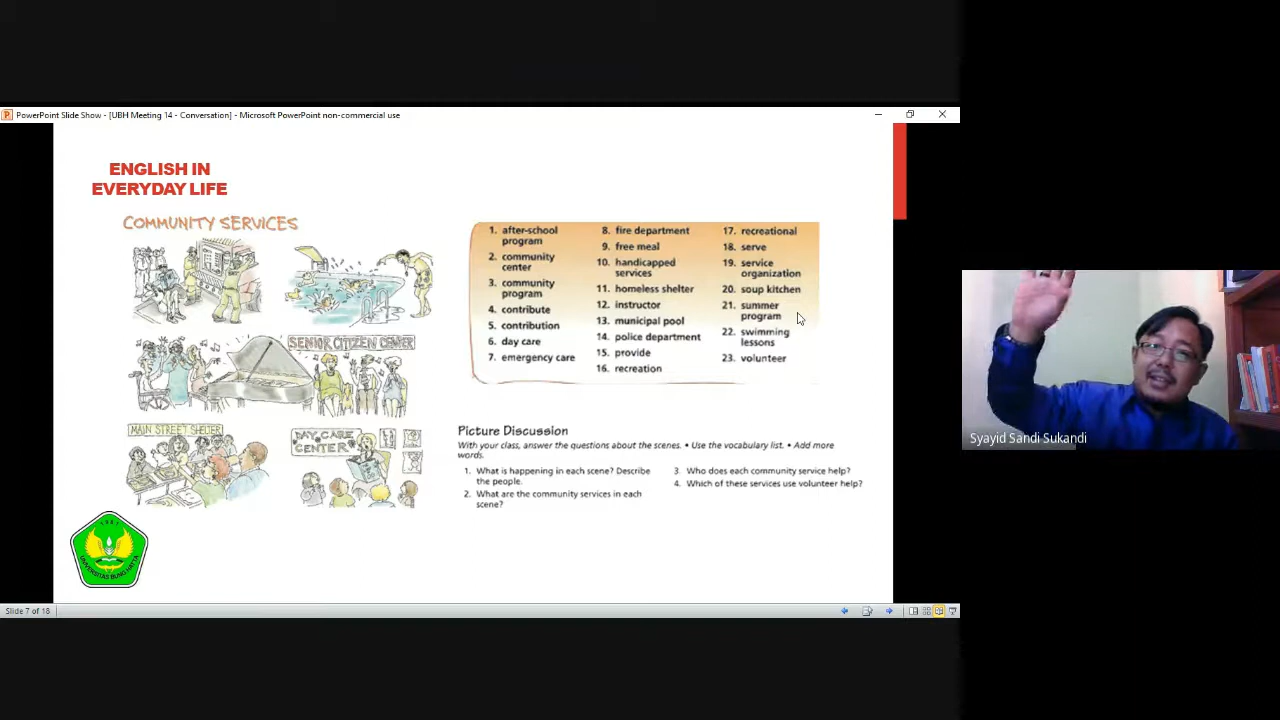 PowerPoint Slide Show - [UBH Meeting 14 - Conversation] - Microsoft PowerPoint non-commercial use
ENGLISH IN
EVERYDAY LIFE
COMMUNITY SERVICES
SENIOR CITIZEN CENTER
MAIN STREET SHELTER
DAY CARE
CENTER
1. after-school
program
2. community
center
3. community
program
4. contribute
5. contribution
6. day care
7. emergency care
8. fire department
9. free meal
10. handicapped
services
11. homeless shelter
12. instructor
13. municipal pool
14. police department
15. provide
16. recreation
17. recreational
18. serve
19. service
organization
20. soup kitchen
21. summer
program
22. swimming
lessons
23. volunteer
Picture Discussion
With your class, answer the questions about the scenes. • Use the vocabulary list. • Add more
words.
1. What is happening in each scene? Describe
the people.
2. What are the community services in each
scene?
3. Who does each community service help?
4. Which of these services use volunteer help?
1981
UNIVERSITAS BUNG HATTA
Slide 7 of 18
Syayid Sandi Sukandi